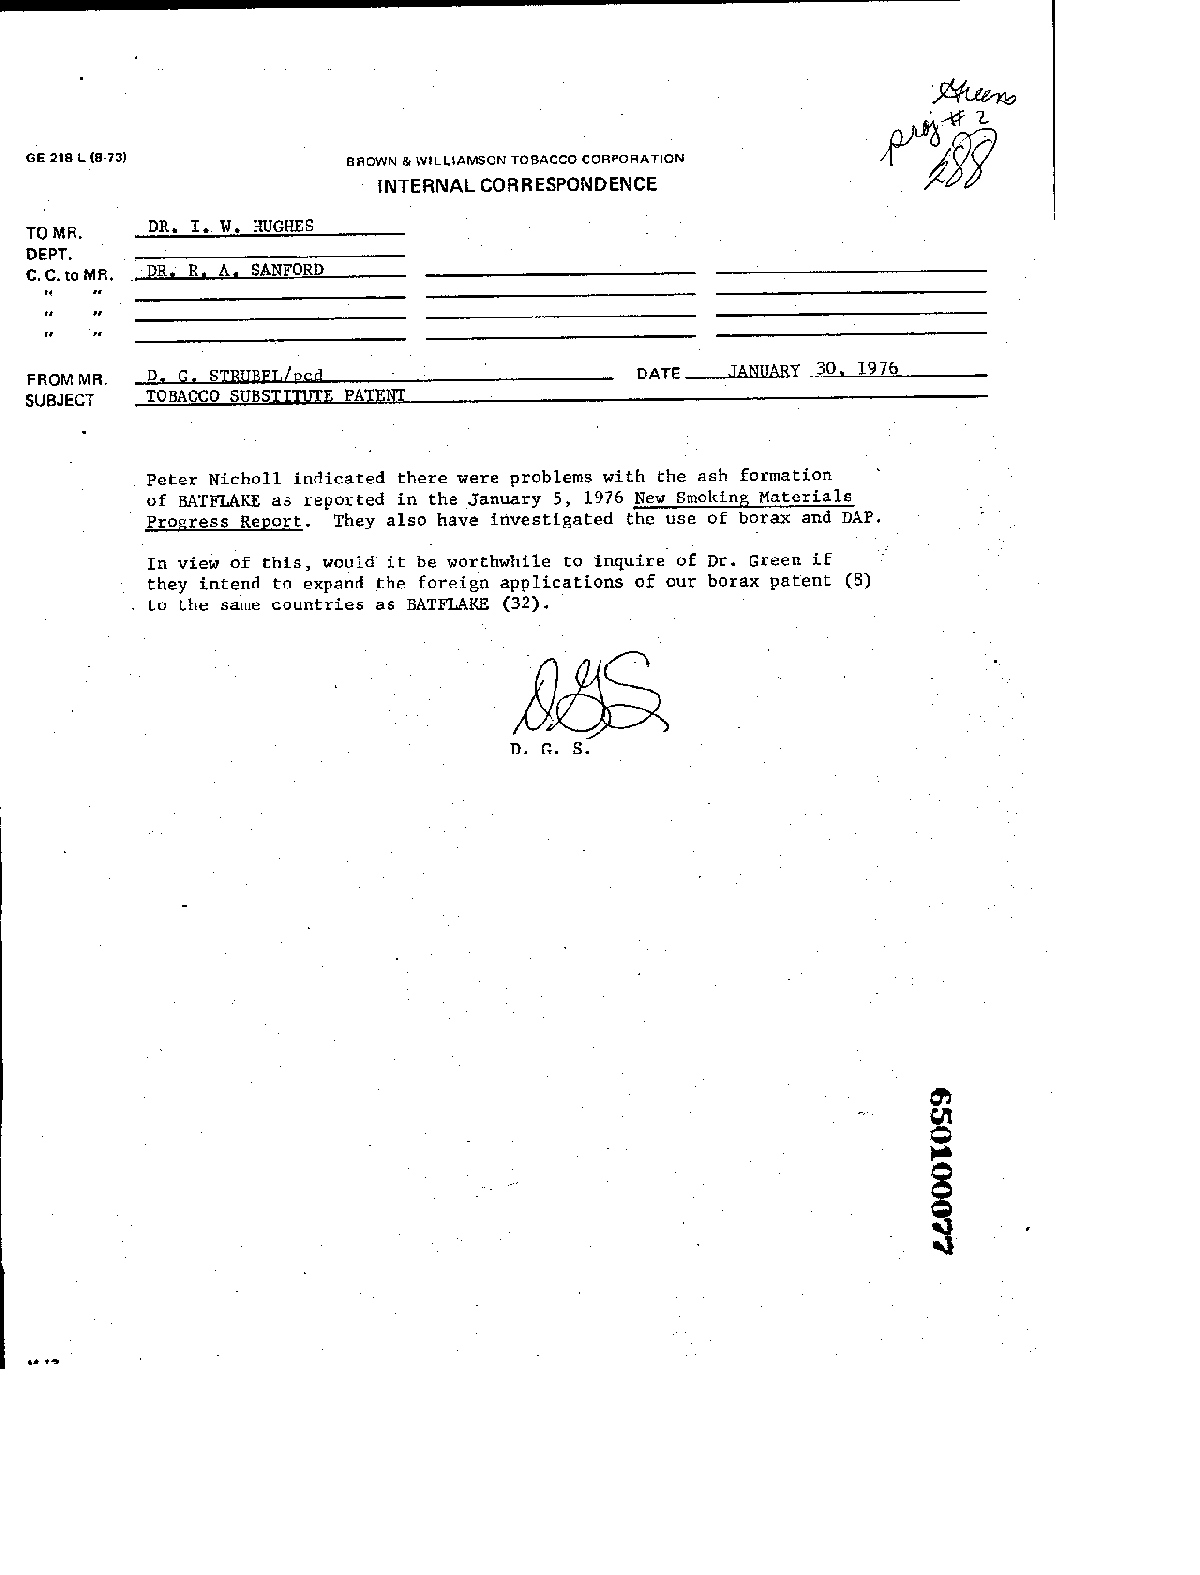 Green
proj # 2
288
GE 218 L (8-73)
BROWN & WILLIAMSON TOBACCO CORPORATION
INTERNAL CORRESPONDENCE
TO MR. DR. I. W. HUGHES
DEPT.
C. C. to MR. DR. R. A. SANFORD
" "
" "
" "
FROM MR. D. G. STRUBEL/pcd DATE JANUARY 30, 1976
SUBJECT TOBACCO SUBSTITUTE PATENT
Peter Nicholl indicated there were problems with the ash formation
of BATFLAKE as reported in the January 5, 1976 New Smoking Materials
Progress Report. They also have investigated the use of borax and DAP.
In view of this, would it be worthwhile to inquire of Dr. Green if
they intend to expand the foreign applications of our borax patent (8)
to the same countries as BATFLAKE (32).
DGS
D. G. S.
650100077